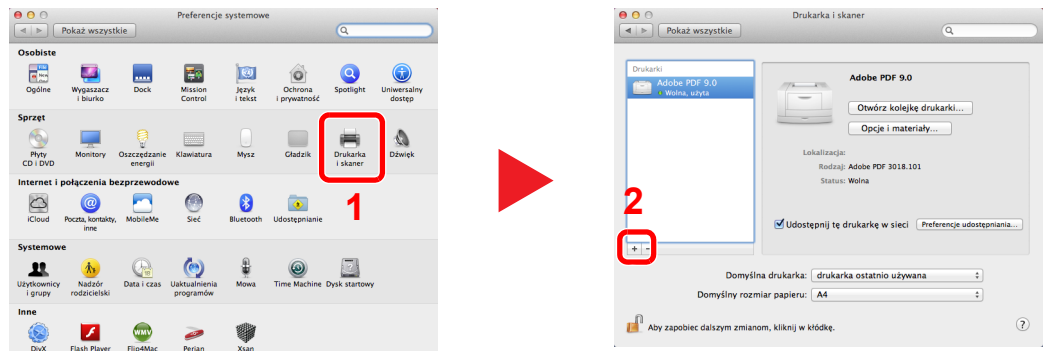 Preferencje systemowe
Pokaż wszystkie
Osobiste
Ogólne
Wygaszacz i biurko
Dock
Mission Control
Język i tekst
Ochrona i prywatność
Spotlight
Uniwersalny dostęp
Sprzęt
Płyty CD i DVD
Monitory
Oszczędzanie energii
Klawiatura
Mysz
Gładzik
Drukarka i skaner
Dźwięk
Internet i połączenia bezprzewodowe
1
iCloud
Poczta, kontakty, inne
MobileMe
Sieć
Bluetooth
Udostępnianie
Systemowe
Użytkownicy i grupy
Nadzór rodzicielski
Data i czas
Uaktualnienia programów
Mowa
Time Machine
Dysk startowy
Inne
DivX
Flash Player
WMV
Flip4Mac
Perian
Xsan
Drukarka i skaner
Pokaż wszystkie
Drukarki
Adobe PDF 9.0
Wolna, użyta
Adobe PDF 9.0
Otwórz kolejkę drukarki...
Opcje i materiały...
Lokalizacja:
Rodzaj: Adobe PDF 3018.101
Status: Wolna
2
Udostępnij tę drukarkę w sieci
Preferencje udostępniania...
+ −
Domyślna drukarka: drukarka ostatnio używana
Domyślny rozmiar papieru: A4
Aby zapobiec dalszym zmianom, kliknij w kłódkę.
?